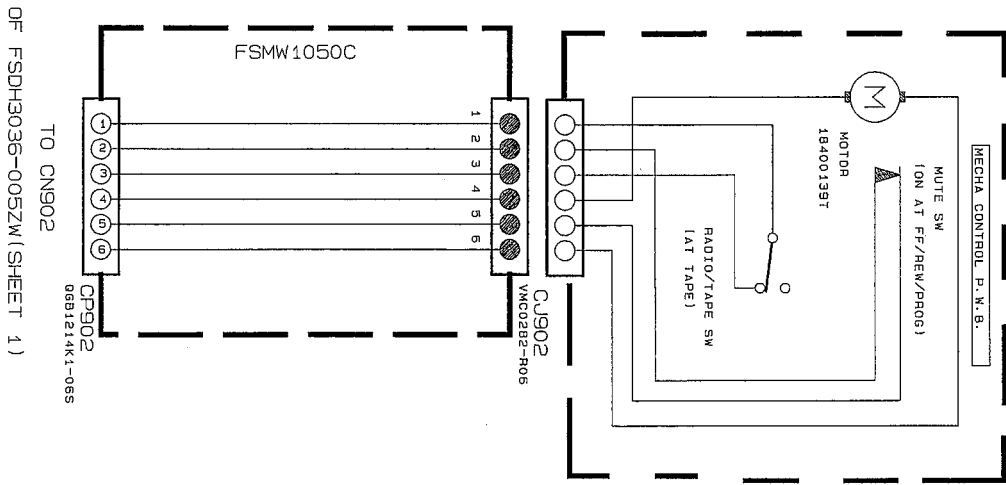 OF FSDH3036-005ZW(SHEET 1)
TO CN902
FSMW1050C
1
2
3
4
5
6
1
2
3
4
5
6
CP902
QGB1214K1-06S
CJ902
VMC0282-R06
MECHA CONTROL P.W.B.
MUTE SW
(ON AT FF/REW/PROG)
M
MOTOR
18400139T
RADIO/TAPE SW
(AT TAPE)